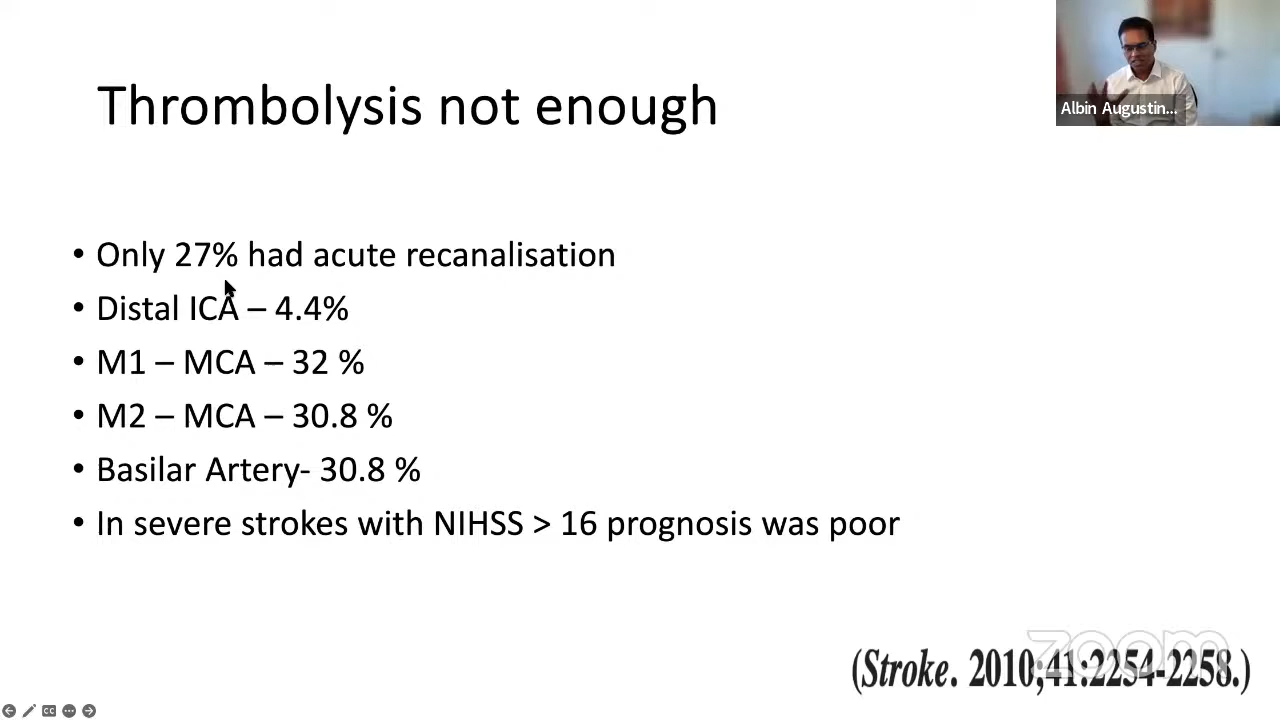 Thrombolysis not enough
Albin Augustin...
• Only 27% had acute recanalisation
• Distal ICA – 4.4%
• M1 – MCA – 32 %
• M2 – MCA – 30.8 %
• Basilar Artery- 30.8 %
• In severe strokes with NIHSS > 16 prognosis was poor
zoom
(Stroke. 2010;41:2254-2258.)
CC